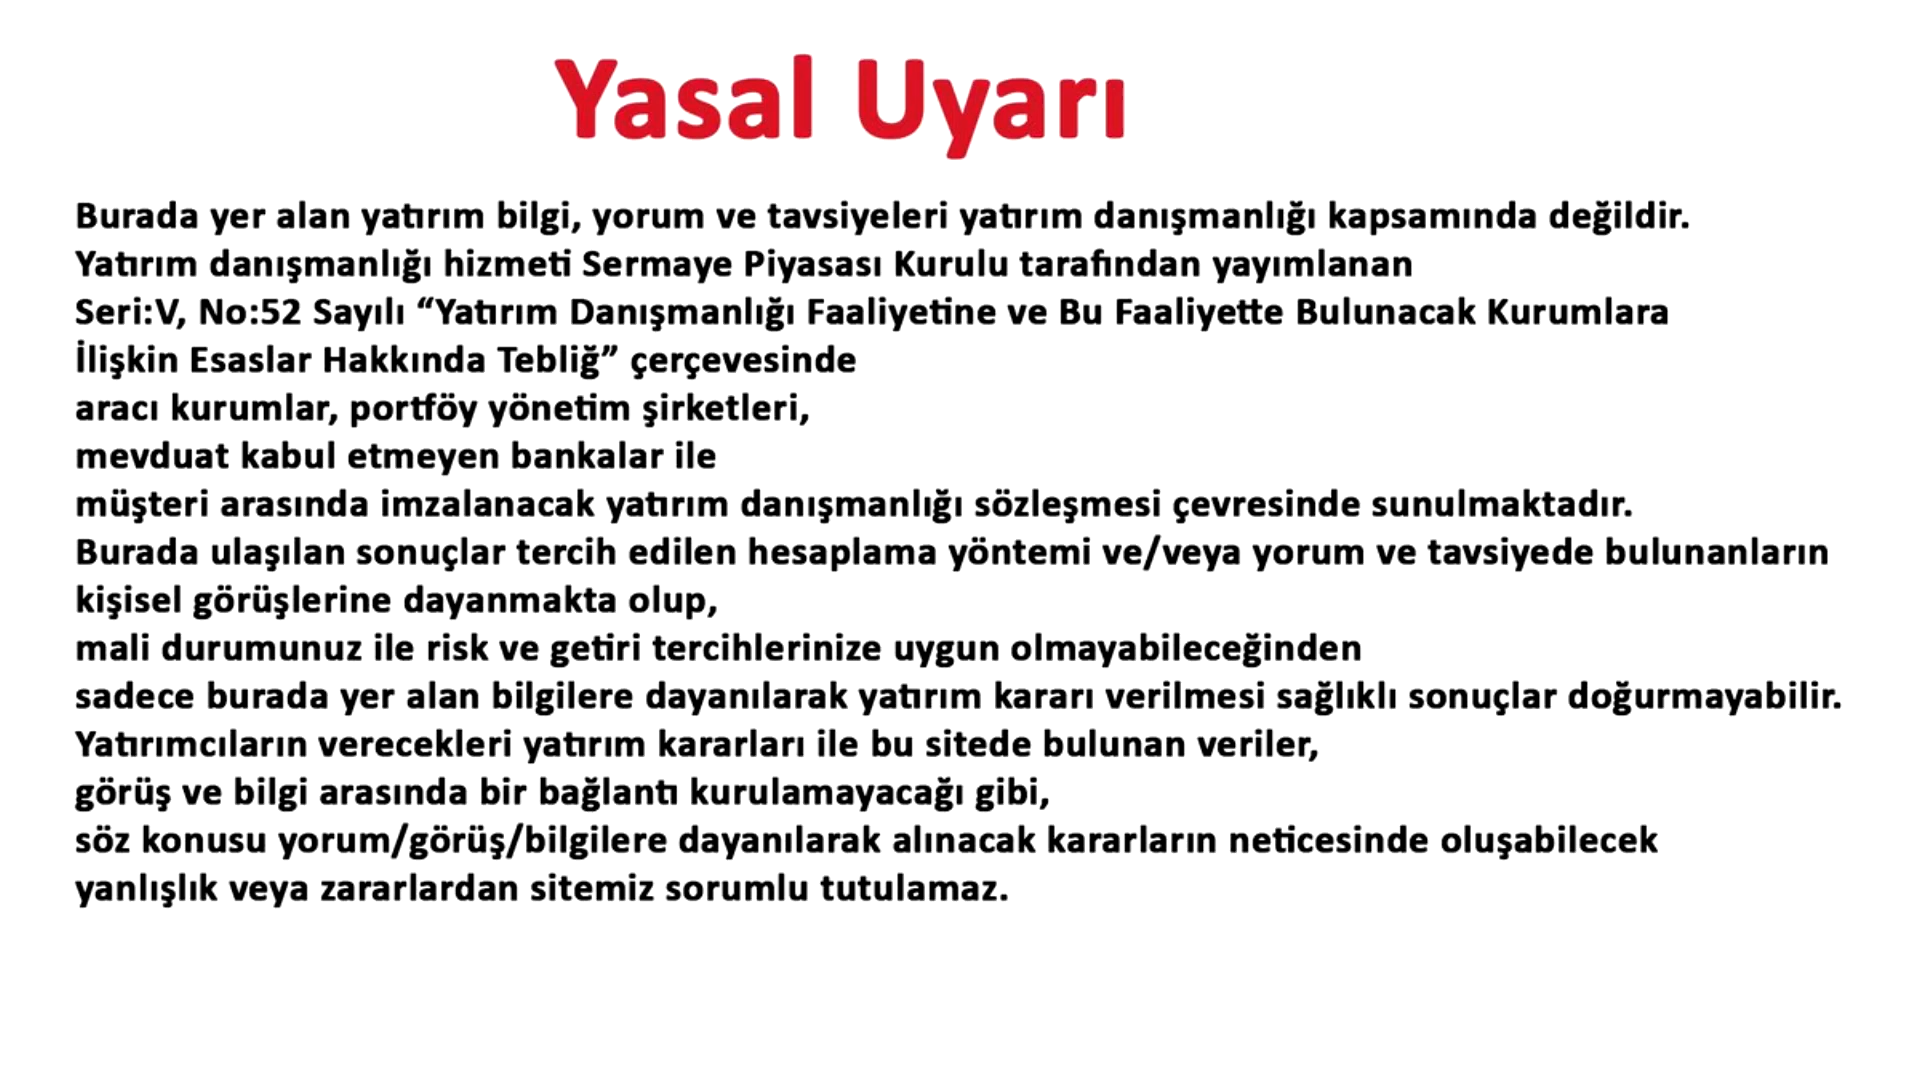 Yasal Uyarı
Burada yer alan yatırım bilgi, yorum ve tavsiyeleri yatırım danışmanlığı kapsamında değildir.
Yatırım danışmanlığı hizmeti Sermaye Piyasası Kurulu tarafından yayımlanan
Seri:V, No:52 Sayılı “Yatırım Danışmanlığı Faaliyetine ve Bu Faaliyette Bulunacak Kurumlara
İlişkin Esaslar Hakkında Tebliğ” çerçevesinde
aracı kurumlar, portföy yönetim şirketleri,
mevduat kabul etmeyen bankalar ile
müşteri arasında imzalanacak yatırım danışmanlığı sözleşmesi çevresinde sunulmaktadır.
Burada ulaşılan sonuçlar tercih edilen hesaplama yöntemi ve/veya yorum ve tavsiyede bulunanların
kişisel görüşlerine dayanmakta olup,
mali durumunuz ile risk ve getiri tercihlerinize uygun olmayabileceğinden
sadece burada yer alan bilgilere dayanılarak yatırım kararı verilmesi sağlıklı sonuçlar doğurmayabilir.
Yatırımcıların verecekleri yatırım kararları ile bu sitede bulunan veriler,
görüş ve bilgi arasında bir bağlantı kurulamayacağı gibi,
söz konusu yorum/görüş/bilgilere dayanılarak alınacak kararların neticesinde oluşabilecek
yanlışlık veya zararlardan sitemiz sorumlu tutulamaz.